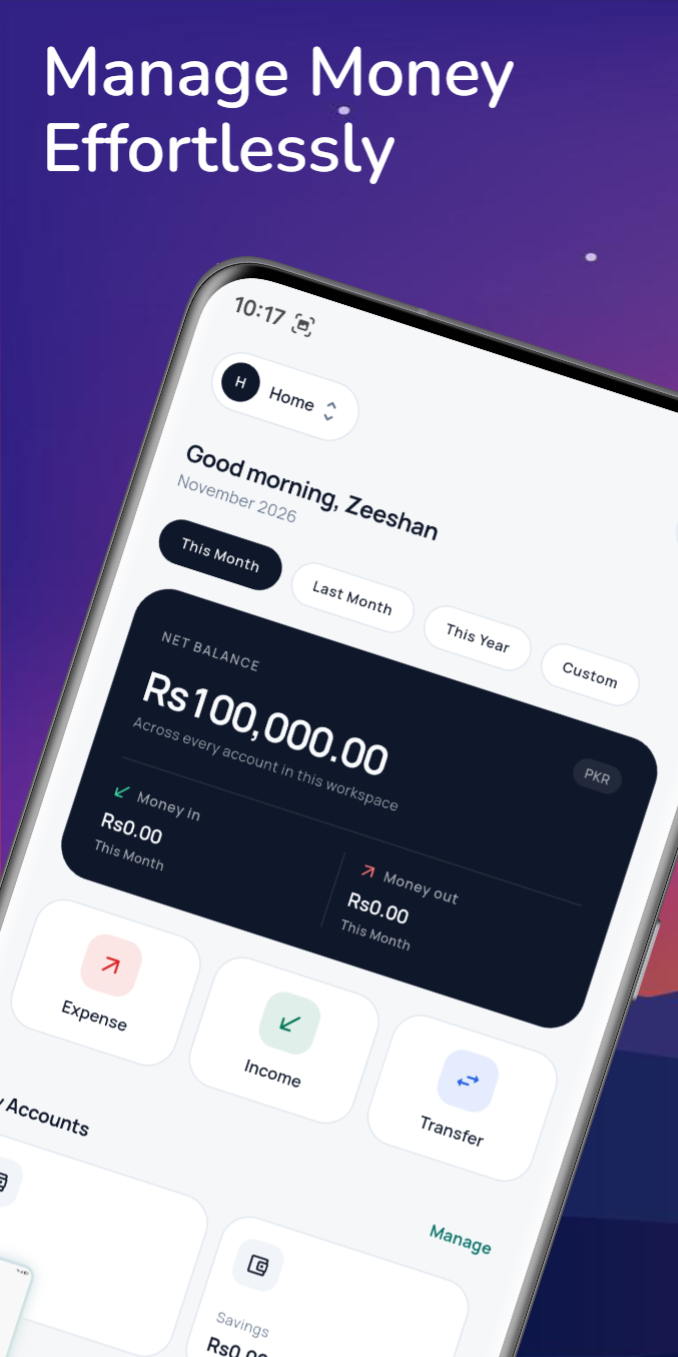 Manage Money
Effortlessly
10:17
H
Home
Good morning, Zeeshan
November 2026
This Month
Last Month
This Year
Custom
NET BALANCE
Rs100,000.00
PKR
Across every account in this workspace
Money in
Rs0.00
This Month
Money out
Rs0.00
This Month
Expense
Income
Transfer
Accounts
Manage
Savings